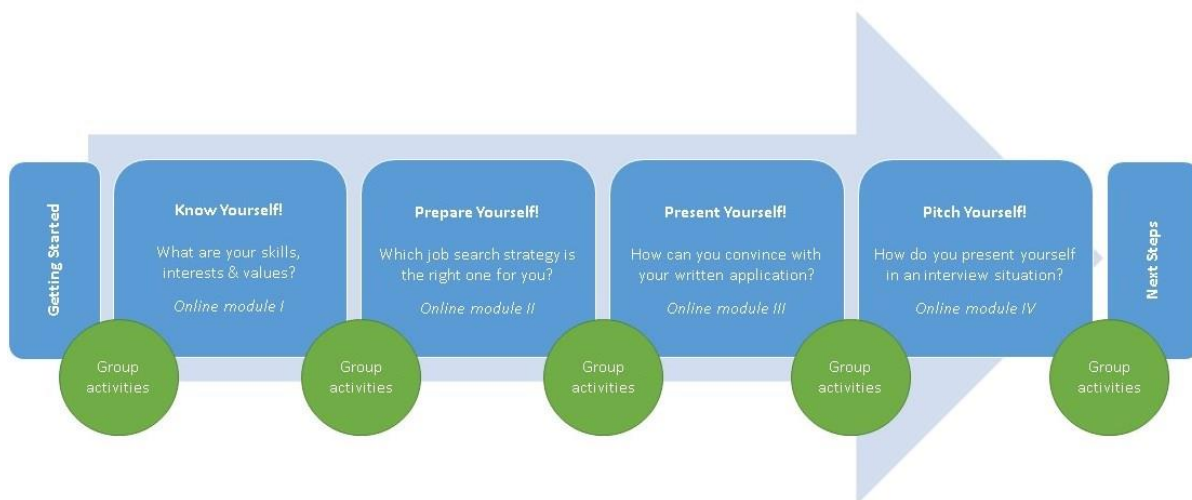 Getting Started
Know Yourself!
What are your skills,
interests & values?
Online module I
Prepare Yourself!
Which job search strategy is
the right one for you?
Online module II
Present Yourself!
How can you convince with
your written application?
Online module III
Pitch Yourself!
How do you present yourself
in an interview situation?
Online module IV
Next Steps
Group
activities
Group
activities
Group
activities
Group
activities
Group
activities